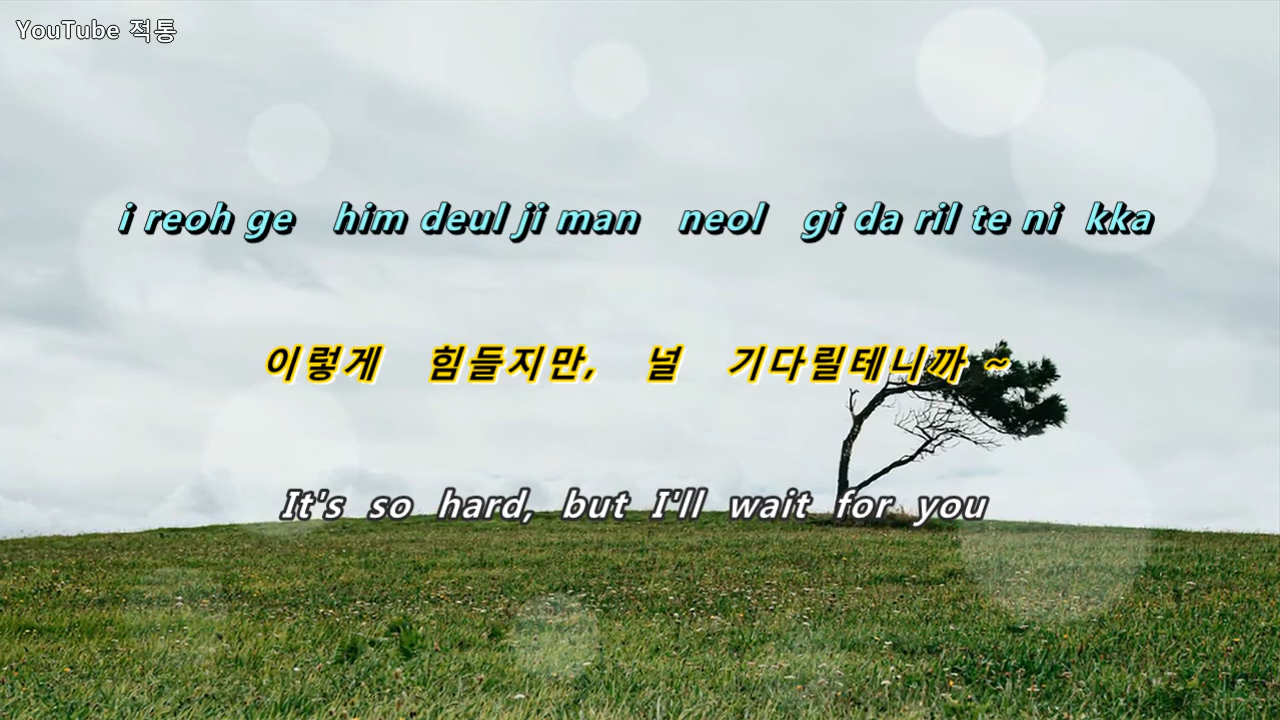 YouTube 적통
i reoh ge him deul ji man neol gi da ril te ni kka
이렇게 힘들지만, 널 기다릴테니까 ~
It's so hard, but I'll wait for you